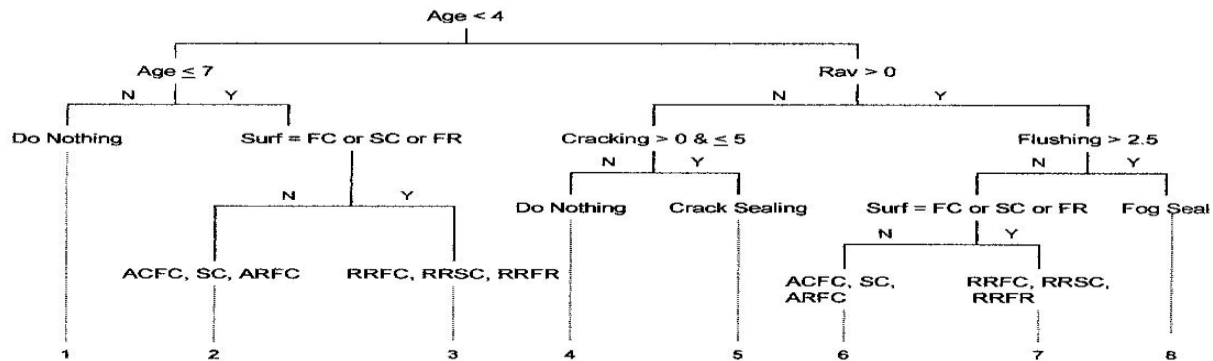 Age < 4
Age ≤ 7
Rav > 0
N Y N Y
Do Nothing Surf = FC or SC or FR Cracking > 0 & ≤ 5 Flushing > 2.5
N Y N Y
N Y Do Nothing Crack Sealing Surf = FC or SC or FR Fog Seal
N Y
ACFC, SC, ARFC RRFC, RRSC, RRFR ACFC, SC, RRFC, RRSC,
ARFC RRFR
1 2 3 4 5 6 7 8